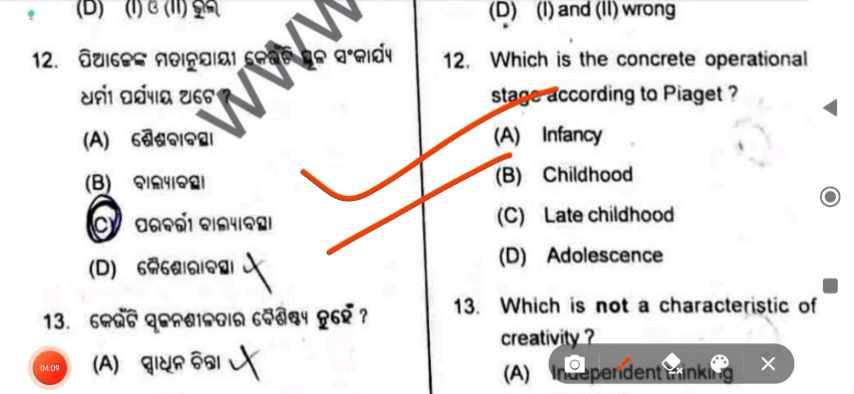 (D) (I) ଓ (II) ଭୁଲ୍
12. ପିଆଜେଙ୍କ ମତାନୁଯାୟୀ କେଉଁଟି ସ୍ଥୂଳ ସଂକାର୍ଯ୍ୟ
ଧର୍ମୀ ପର୍ଯ୍ୟାୟ ଅଟେ ?
(A) ଶୈଶବାବସ୍ଥା
(B) ବାଲ୍ୟାବସ୍ଥା
(C) ପରବର୍ତ୍ତୀ ବାଲ୍ୟାବସ୍ଥା
(D) କୈଶୋରାବସ୍ଥା
13. କେଉଁଟି ସୃଜନଶୀଳତାର ବୈଶିଷ୍ଟ୍ୟ ନୁହେଁ ?
(A) ସ୍ୱାଧିନ ଚିନ୍ତା
(D) (I) and (II) wrong
12. Which is the concrete operational
stage according to Piaget ?
(A) Infancy
(B) Childhood
(C) Late childhood
(D) Adolescence
13. Which is not a characteristic of
creativity ?
(A) Independent thinking
WWW
04:09